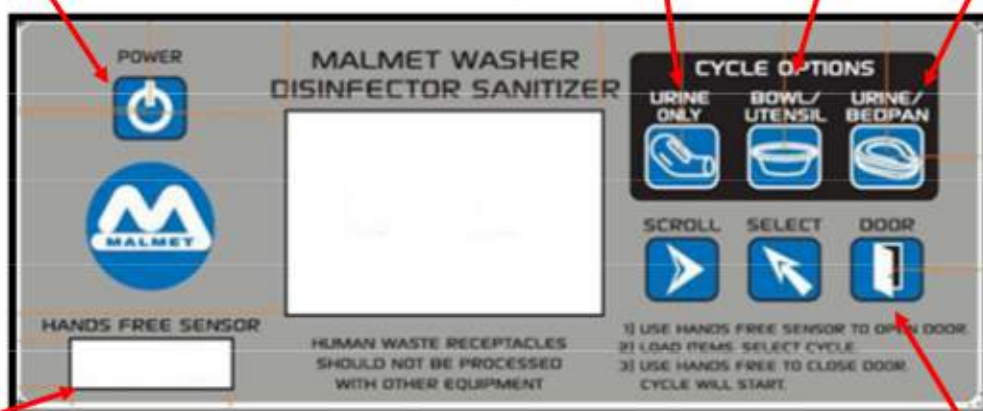 POWER
MALMET
HANDS FREE SENSOR
MALMET WASHER
DISINFECTOR SANITIZER
HUMAN WASTE RECEPTACLES
SHOULD NOT BE PROCESSED
WITH OTHER EQUIPMENT
CYCLE OPTIONS
URINE ONLY
BOWL/ UTENSIL
URINE/ BEDPAN
SCROLL
SELECT
DOOR
1) USE HANDS FREE SENSOR TO OPEN DOOR.
2) LOAD ITEMS. SELECT CYCLE.
3) USE HANDS FREE TO CLOSE DOOR.
CYCLE WILL START.